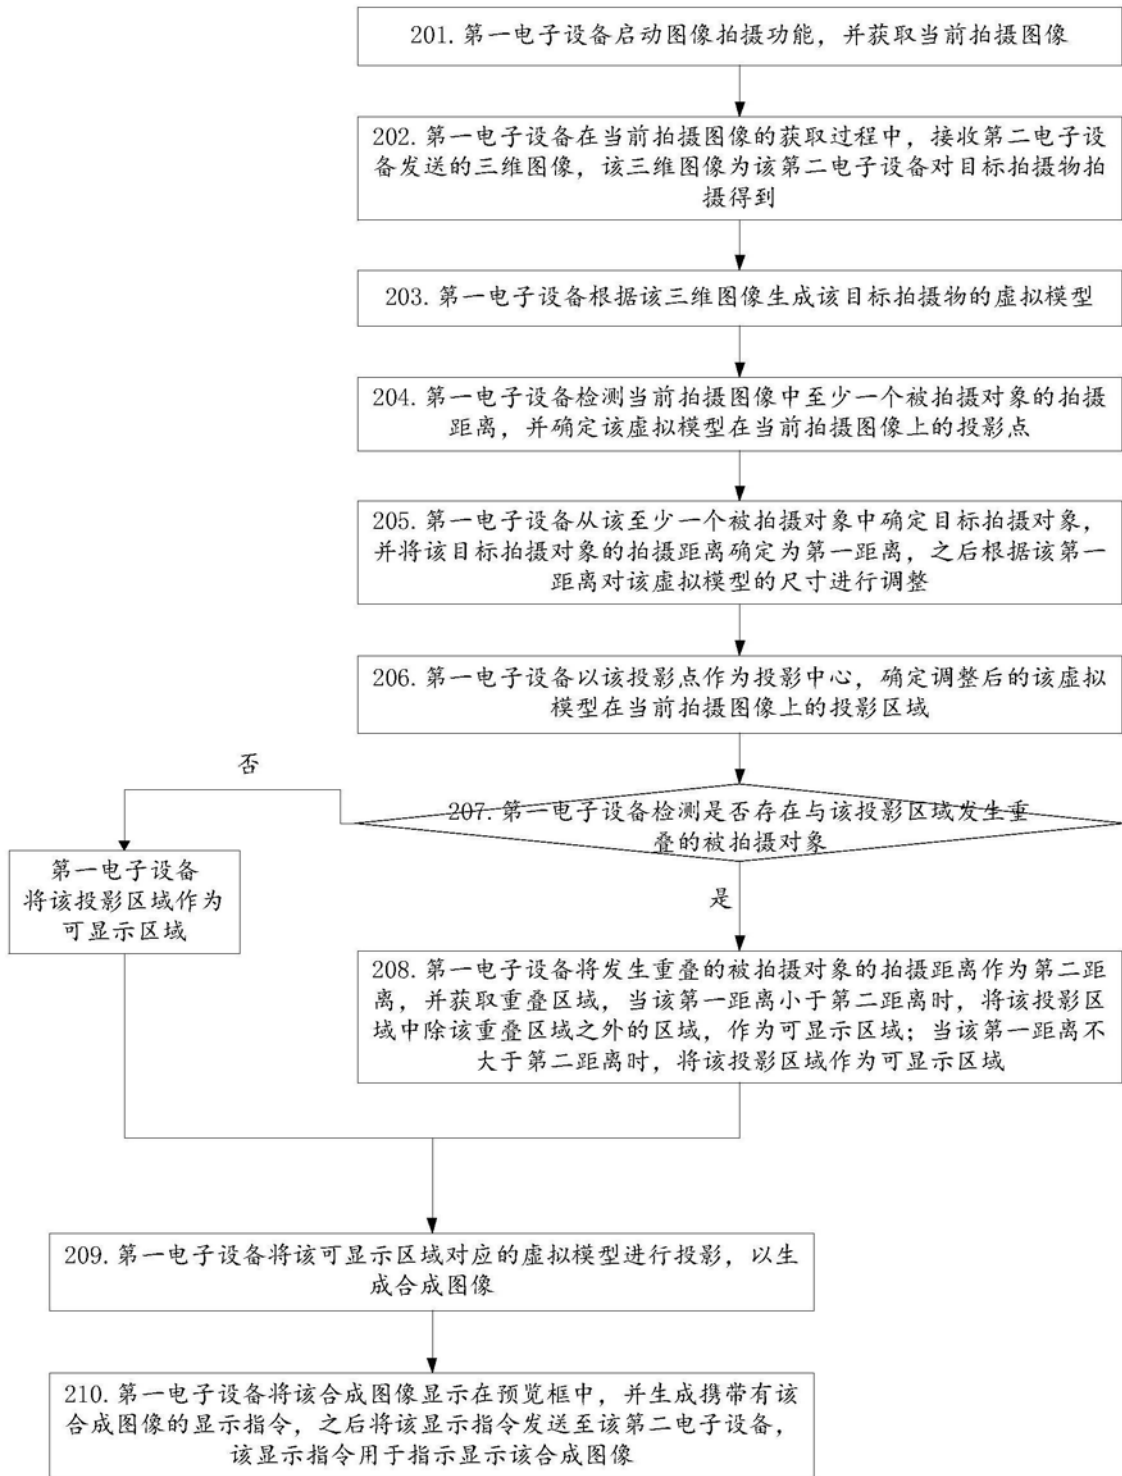 201. 第一电子设备启动图像拍摄功能，并获取当前拍摄图像
202. 第一电子设备在当前拍摄图像的获取过程中，接收第二电子设
备发送的三维图像，该三维图像为该第二电子设备对目标拍摄物拍
摄得到
203. 第一电子设备根据该三维图像生成该目标拍摄物的虚拟模型
204. 第一电子设备检测当前拍摄图像中至少一个被拍摄对象的拍摄
距离，并确定该虚拟模型在当前拍摄图像上的投影点
205. 第一电子设备从该至少一个被拍摄对象中确定目标拍摄对象，
并将该目标拍摄对象的拍摄距离确定为第一距离，之后根据该第一
距离对该虚拟模型的尺寸进行调整
206. 第一电子设备以该投影点作为投影中心，确定调整后的该虚拟
模型在当前拍摄图像上的投影区域
否
207. 第一电子设备检测是否存在与该投影区域发生重
叠的被拍摄对象
第一电子设备
将该投影区域作为
可显示区域
是
208. 第一电子设备将发生重叠的被拍摄对象的拍摄距离作为第二距
离，并获取重叠区域，当该第一距离小于第二距离时，将该投影区
域中除该重叠区域之外的区域，作为可显示区域；当该第一距离不
大于第二距离时，将该投影区域作为可显示区域
209. 第一电子设备将该可显示区域对应的虚拟模型进行投影，以生
成合成图像
210. 第一电子设备将该合成图像显示在预览框中，并生成携带有该
合成图像的显示指令，之后将该显示指令发送至该第二电子设备，
该显示指令用于指示显示该合成图像